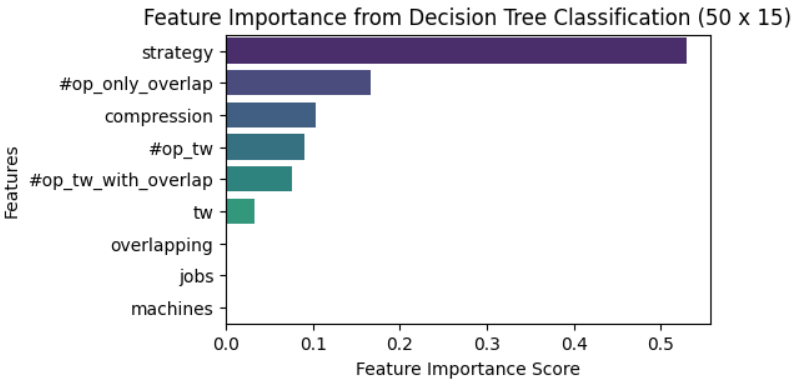 Feature Importance from Decision Tree Classification (50 x 15)
strategy
#op_only_overlap
compression
#op_tw
#op_tw_with_overlap
tw
overlapping
jobs
machines
Features
0.0 0.1 0.2 0.3 0.4 0.5
Feature Importance Score